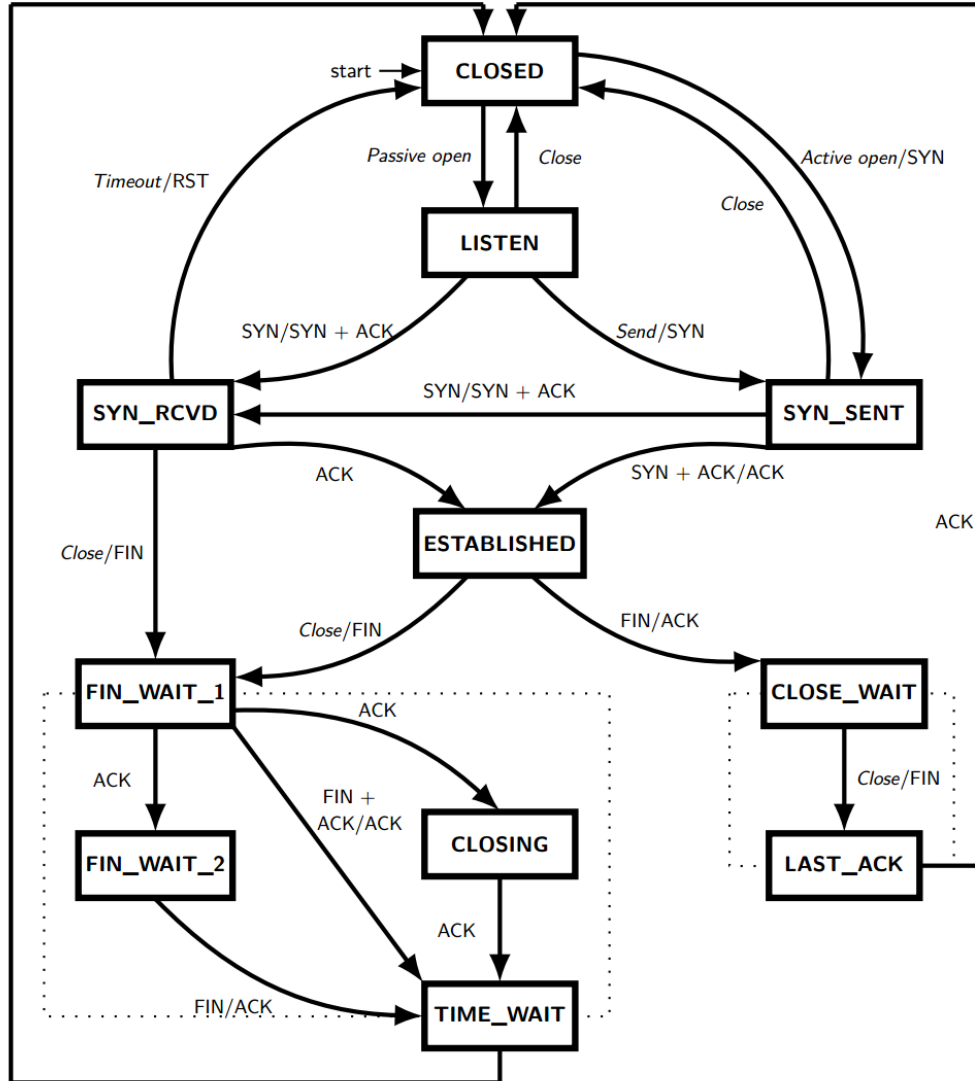 start
CLOSED
Passive open
Close
Active open/SYN
Timeout/RST
Close
LISTEN
SYN/SYN + ACK
Send/SYN
SYN/SYN + ACK
SYN_RCVD
SYN_SENT
ACK
SYN + ACK/ACK
ESTABLISHED
ACK
Close/FIN
Close/FIN
FIN/ACK
FIN_WAIT_1
CLOSE_WAIT
ACK
ACK
FIN +
ACK/ACK
Close/FIN
FIN_WAIT_2
CLOSING
LAST_ACK
ACK
FIN/ACK
TIME_WAIT